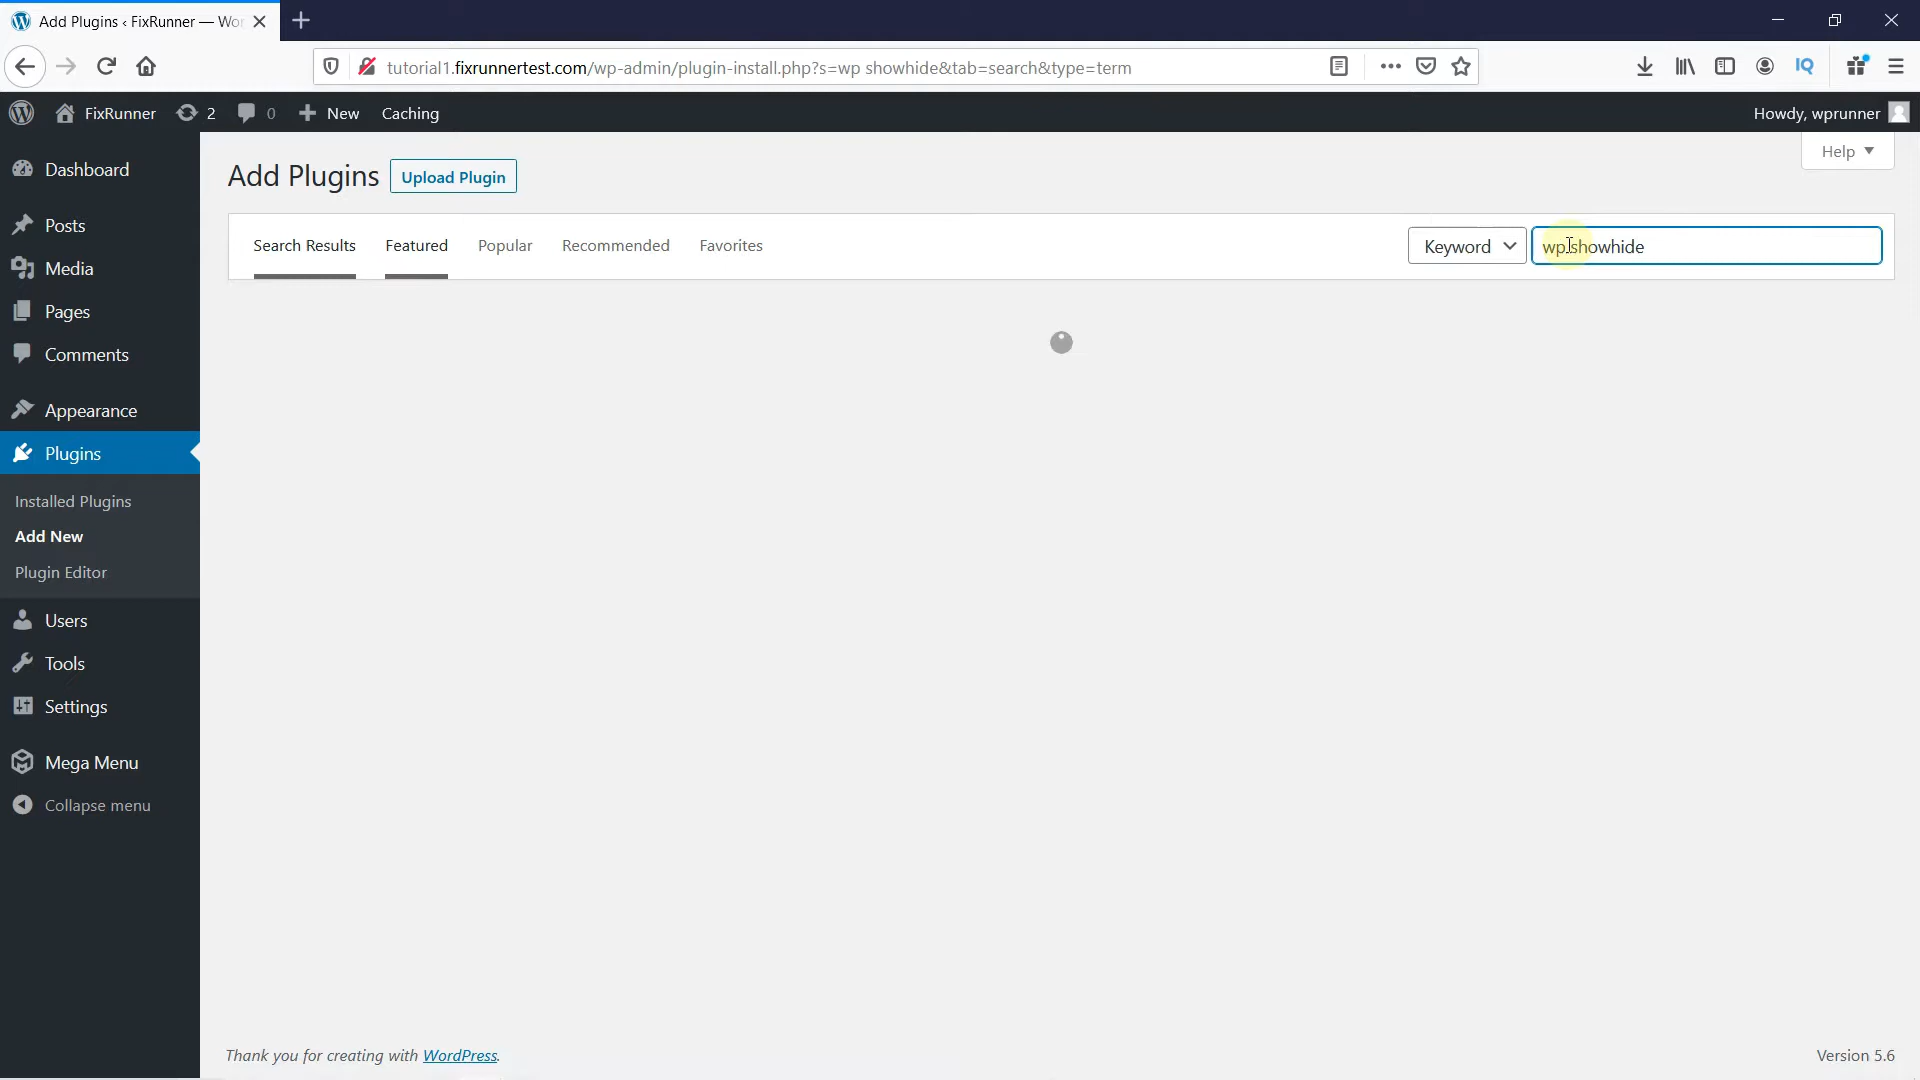 Add Plugins ‹ FixRunner — Wor
tutorial1.fixrunnertest.com/wp-admin/plugin-install.php?s=wp showhide&tab=search&type=term
IQ
FixRunner 2 0 New Caching
Howdy, wprunner
Help
Dashboard
Posts
Media
Pages
Comments
Appearance
Plugins
Installed Plugins
Add New
Plugin Editor
Users
Tools
Settings
Mega Menu
Collapse menu
Add Plugins Upload Plugin
Search Results Featured Popular Recommended Favorites
Keyword wp showhide
Thank you for creating with WordPress.
Version 5.6